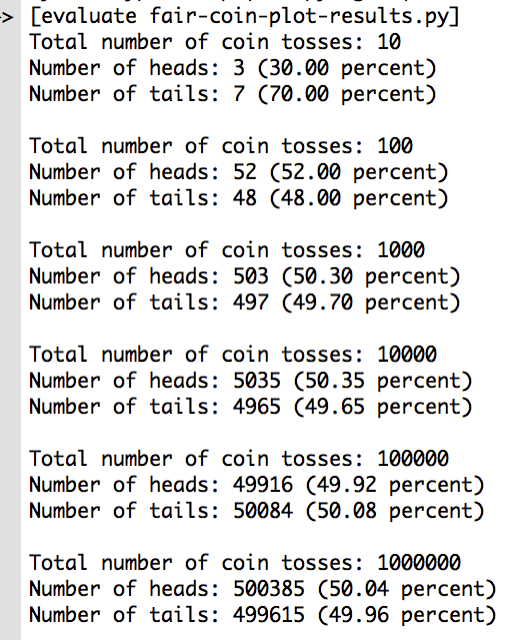 > [evaluate fair-coin-plot-results.py]
Total number of coin tosses: 10
Number of heads: 3 (30.00 percent)
Number of tails: 7 (70.00 percent)
Total number of coin tosses: 100
Number of heads: 52 (52.00 percent)
Number of tails: 48 (48.00 percent)
Total number of coin tosses: 1000
Number of heads: 503 (50.30 percent)
Number of tails: 497 (49.70 percent)
Total number of coin tosses: 10000
Number of heads: 5035 (50.35 percent)
Number of tails: 4965 (49.65 percent)
Total number of coin tosses: 100000
Number of heads: 49916 (49.92 percent)
Number of tails: 50084 (50.08 percent)
Total number of coin tosses: 1000000
Number of heads: 500385 (50.04 percent)
Number of tails: 499615 (49.96 percent)